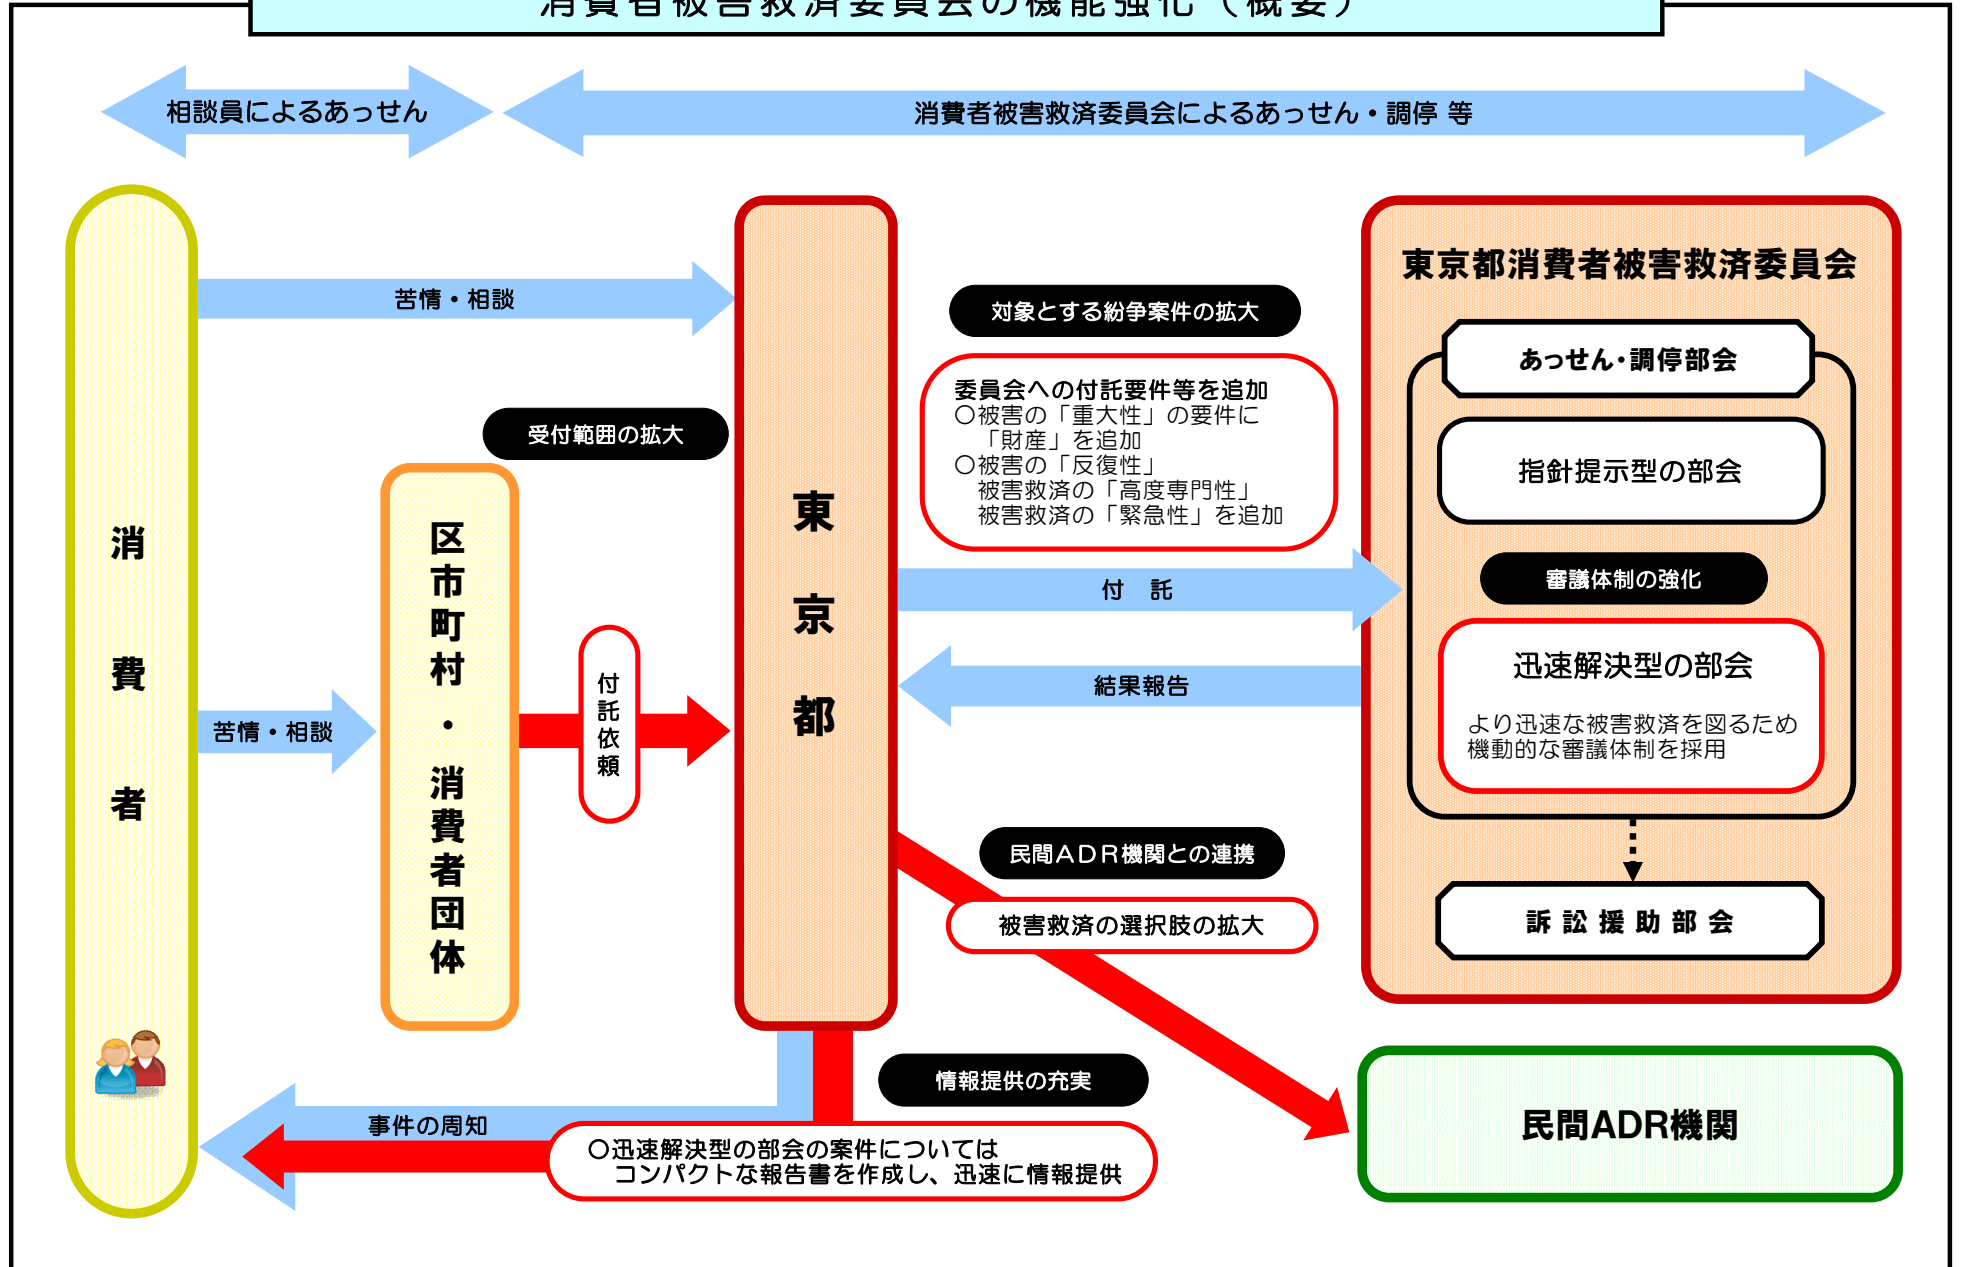 消費者被害救済委員会の機能強化（概要）
相談員によるあっせん
消費者被害救済委員会によるあっせん・調停 等
消費者
苦情・相談
苦情・相談
区市町村・消費者団体
受付範囲の拡大
付託依頼
東京都
対象とする紛争案件の拡大
委員会への付託要件等を追加
○被害の「重大性」の要件に
「財産」を追加
○被害の「反復性」
被害救済の「高度専門性」
被害救済の「緊急性」を追加
付 託
結果報告
東京都消費者被害救済委員会
あっせん・調停部会
指針提示型の部会
審議体制の強化
迅速解決型の部会
より迅速な被害救済を図るため
機動的な審議体制を採用
訴訟援助部会
民間ＡＤＲ機関との連携
被害救済の選択肢の拡大
民間ADR機関
情報提供の充実
事件の周知
○迅速解決型の部会の案件については
コンパクトな報告書を作成し、迅速に情報提供